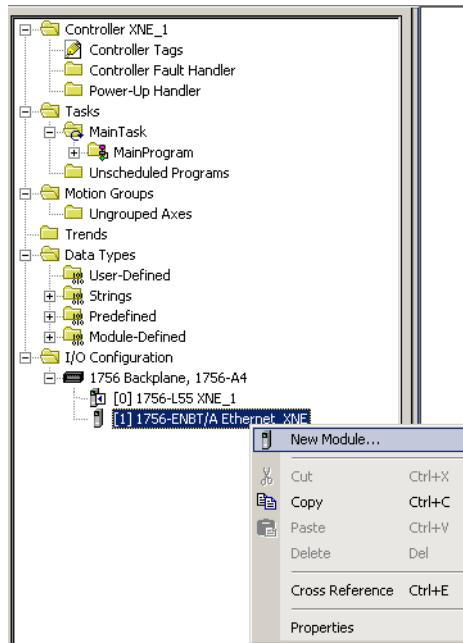 Controller XNE_1
Controller Tags
Controller Fault Handler
Power-Up Handler
Tasks
MainTask
MainProgram
Unscheduled Programs
Motion Groups
Ungrouped Axes
Trends
Data Types
User-Defined
Strings
Predefined
Module-Defined
I/O Configuration
1756 Backplane, 1756-A4
[0] 1756-L55 XNE_1
[1] 1756-ENBT/A Ethernet_XNE
New Module...
Cut Ctrl+X
Copy Ctrl+C
Paste Ctrl+V
Delete Del
Cross Reference Ctrl+E
Properties